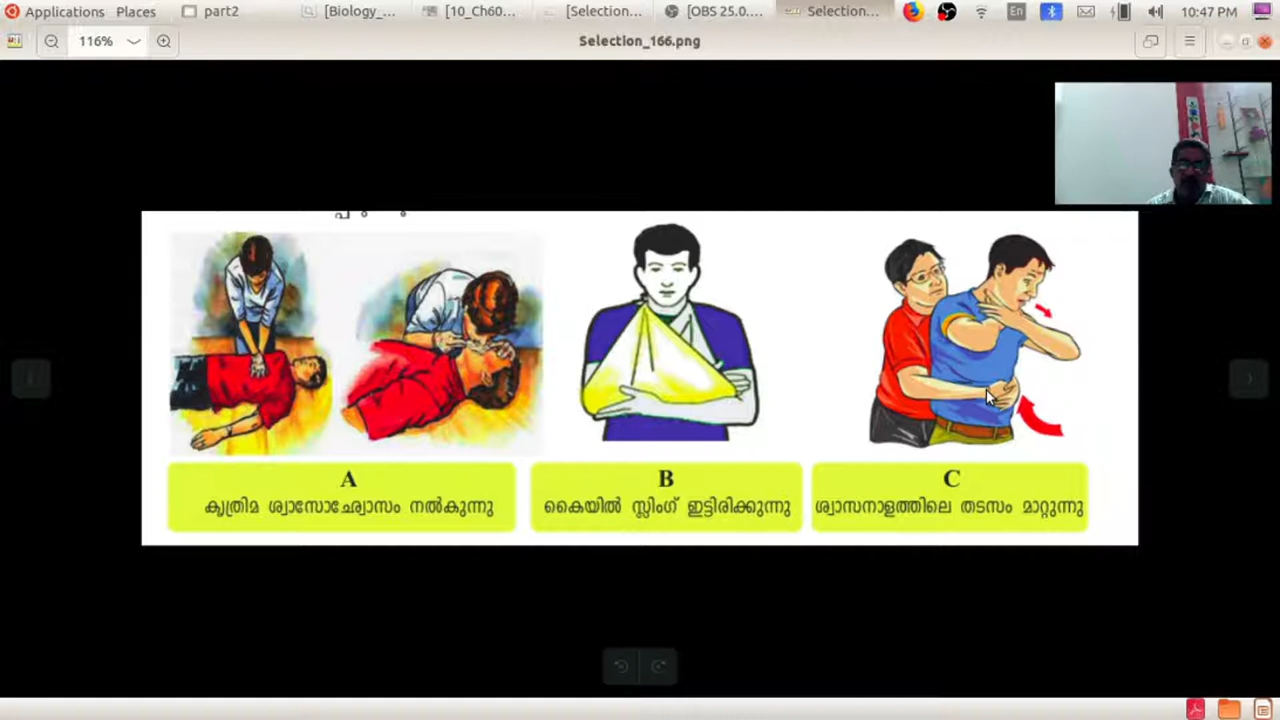 Applications Places part2 [Biology_... [10_Ch60... [Selection... [OBS 25.0.... Selection... En 10:47 PM
116% Selection_166.png
A
കൃത്രിമ ശ്വാസോച്ഛ്വാസം നൽകുന്നു
B
കൈയിൽ സ്ലിംഗ് ഇട്ടിരിക്കുന്നു
C
ശ്വാസനാളത്തിലെ തടസം മാറ്റുന്നു